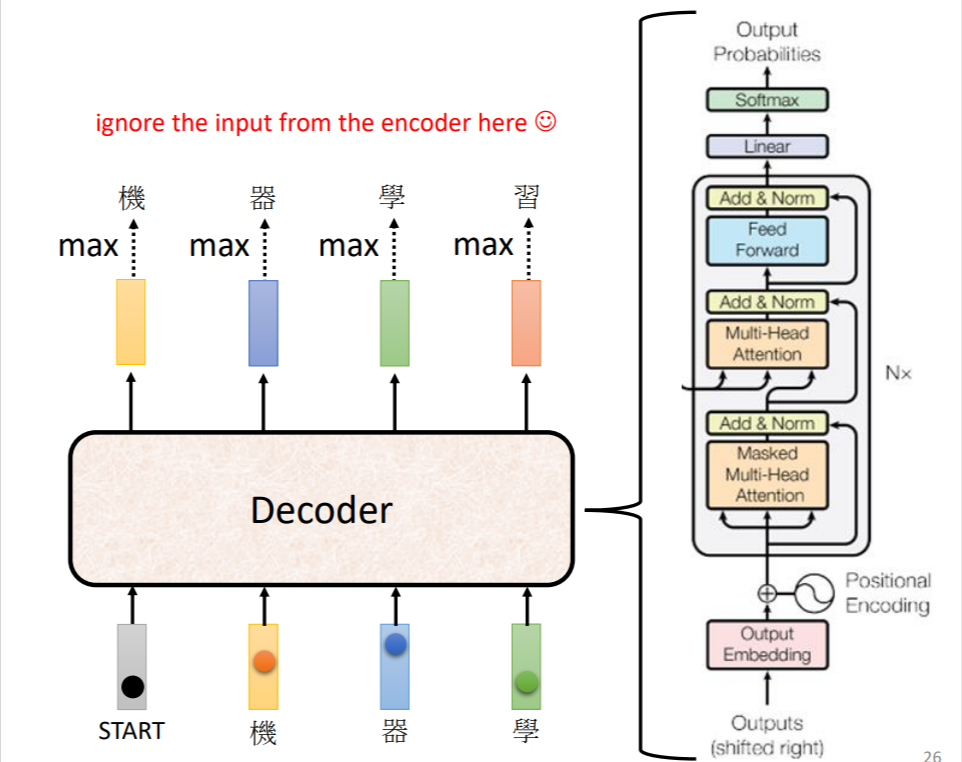 ignore the input from the encoder here ☺
機 器 學 習
max max max max
Decoder
START 機 器 學
Output
Probabilities
Softmax
Linear
Add & Norm
Feed
Forward
Add & Norm
Multi-Head
Attention
N×
Add & Norm
Masked
Multi-Head
Attention
Positional
Encoding
Output
Embedding
Outputs
(shifted right)
26